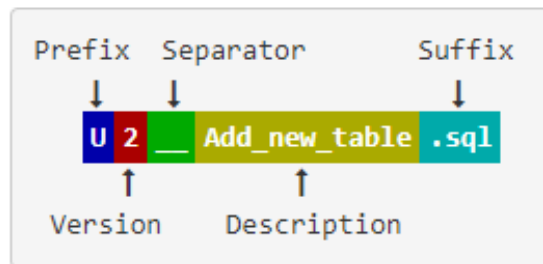 Prefix Separator Suffix
U 2 __ Add_new_table .sql
Version Description